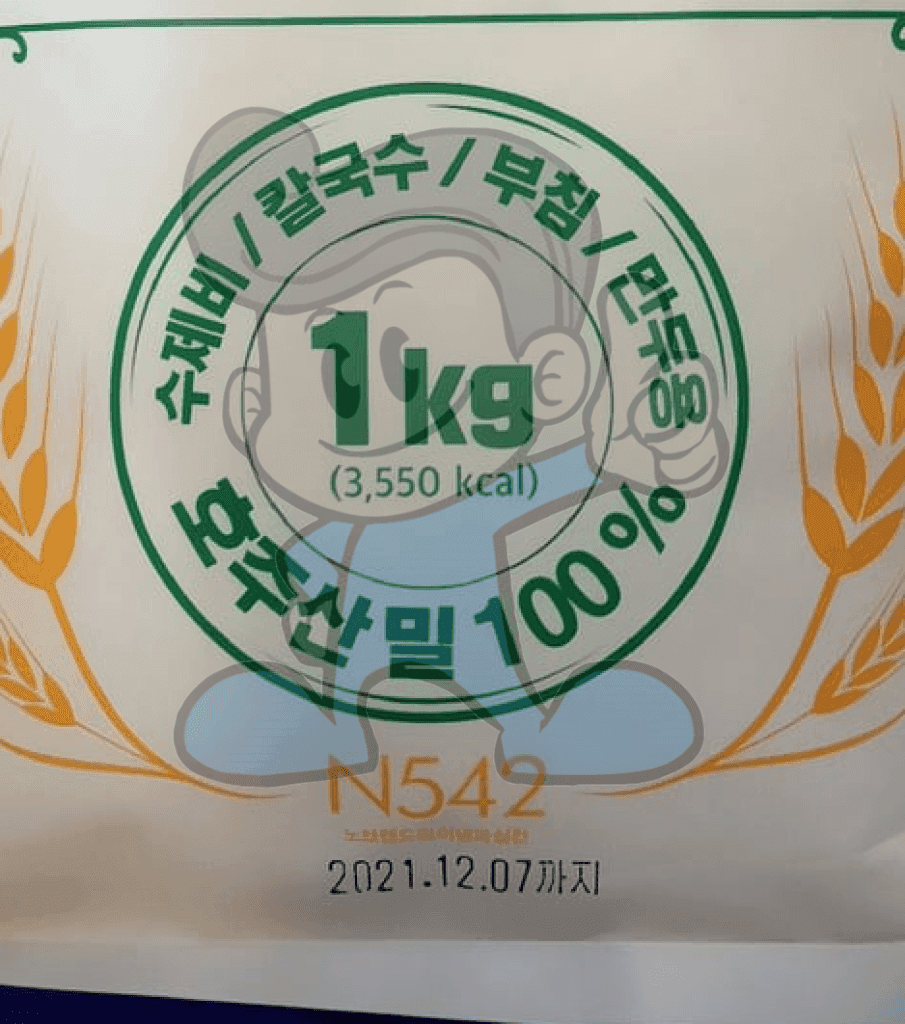 수제비 / 칼국수 / 부침 / 만두용
1kg
(3,550 kcal)
호주산 밀 100%
N542
2021.12.07까지